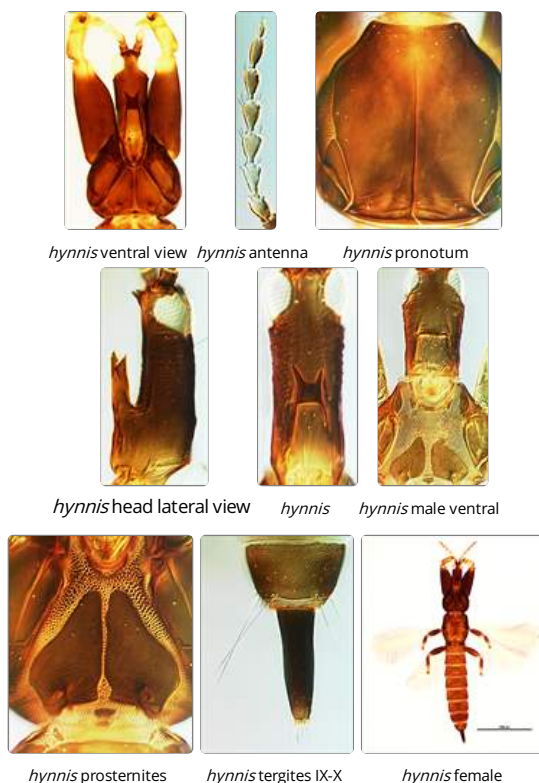 hynnis ventral view hynnis antenna hynnis pronotum
hynnis head lateral view hynnis hynnis male ventral
hynnis prosternites hynnis tergites IX-X hynnis female